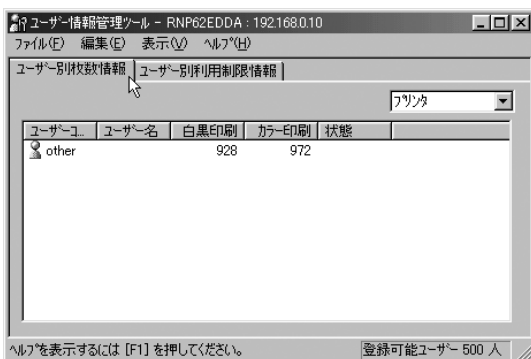 ユーザー情報管理ツール - RNP62EDDA : 192.168.0.10
ファイル(F) 編集(E) 表示(V) ヘルプ(H)
ユーザー別枚数情報 ユーザー別利用制限情報
プリンタ
ユーザーコ... ユーザー名 白黒印刷 カラー印刷 状態
other 928 972
ヘルプを表示するには [F1] を押してください。 登録可能ユーザー 500 人